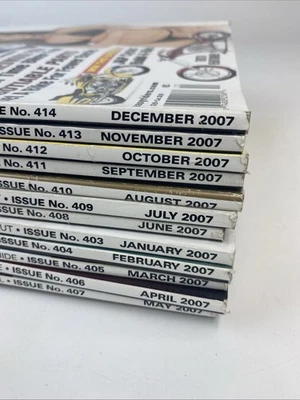 E No. 414 DECEMBER 2007
ISSUE No. 413 NOVEMBER 2007
No. 412 OCTOBER 2007
ISSUE No. 411 SEPTEMBER 2007
ISSUE No. 410 AUGUST 2007
• ISSUE No. 409 JULY 2007
ISSUE No. 408 JUNE 2007
UT • ISSUE No. 403 JANUARY 2007
IDE • ISSUE No. 404 FEBRUARY 2007
E • ISSUE No. 405 MARCH 2007
• ISSUE No. 406 APRIL 2007
L • ISSUE No. 407 MAY 2007